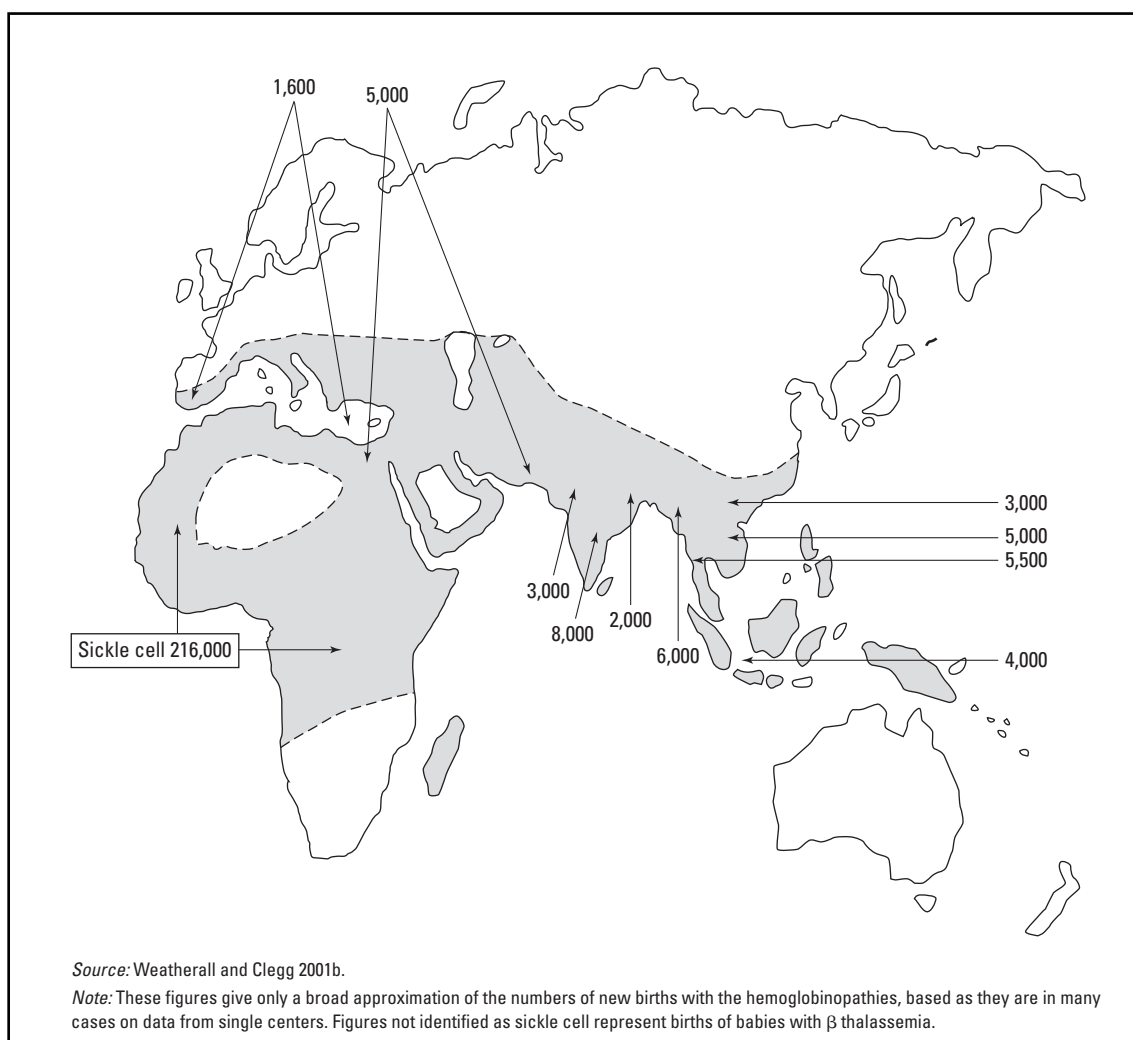 1,600
5,000
3,000
5,000
5,500
3,000
8,000
2,000
6,000
4,000
Sickle cell 216,000
Source: Weatherall and Clegg 2001b.
Note: These figures give only a broad approximation of the numbers of new births with the hemoglobinopathies, based as they are in many
cases on data from single centers. Figures not identified as sickle cell represent births of babies with β thalassemia.